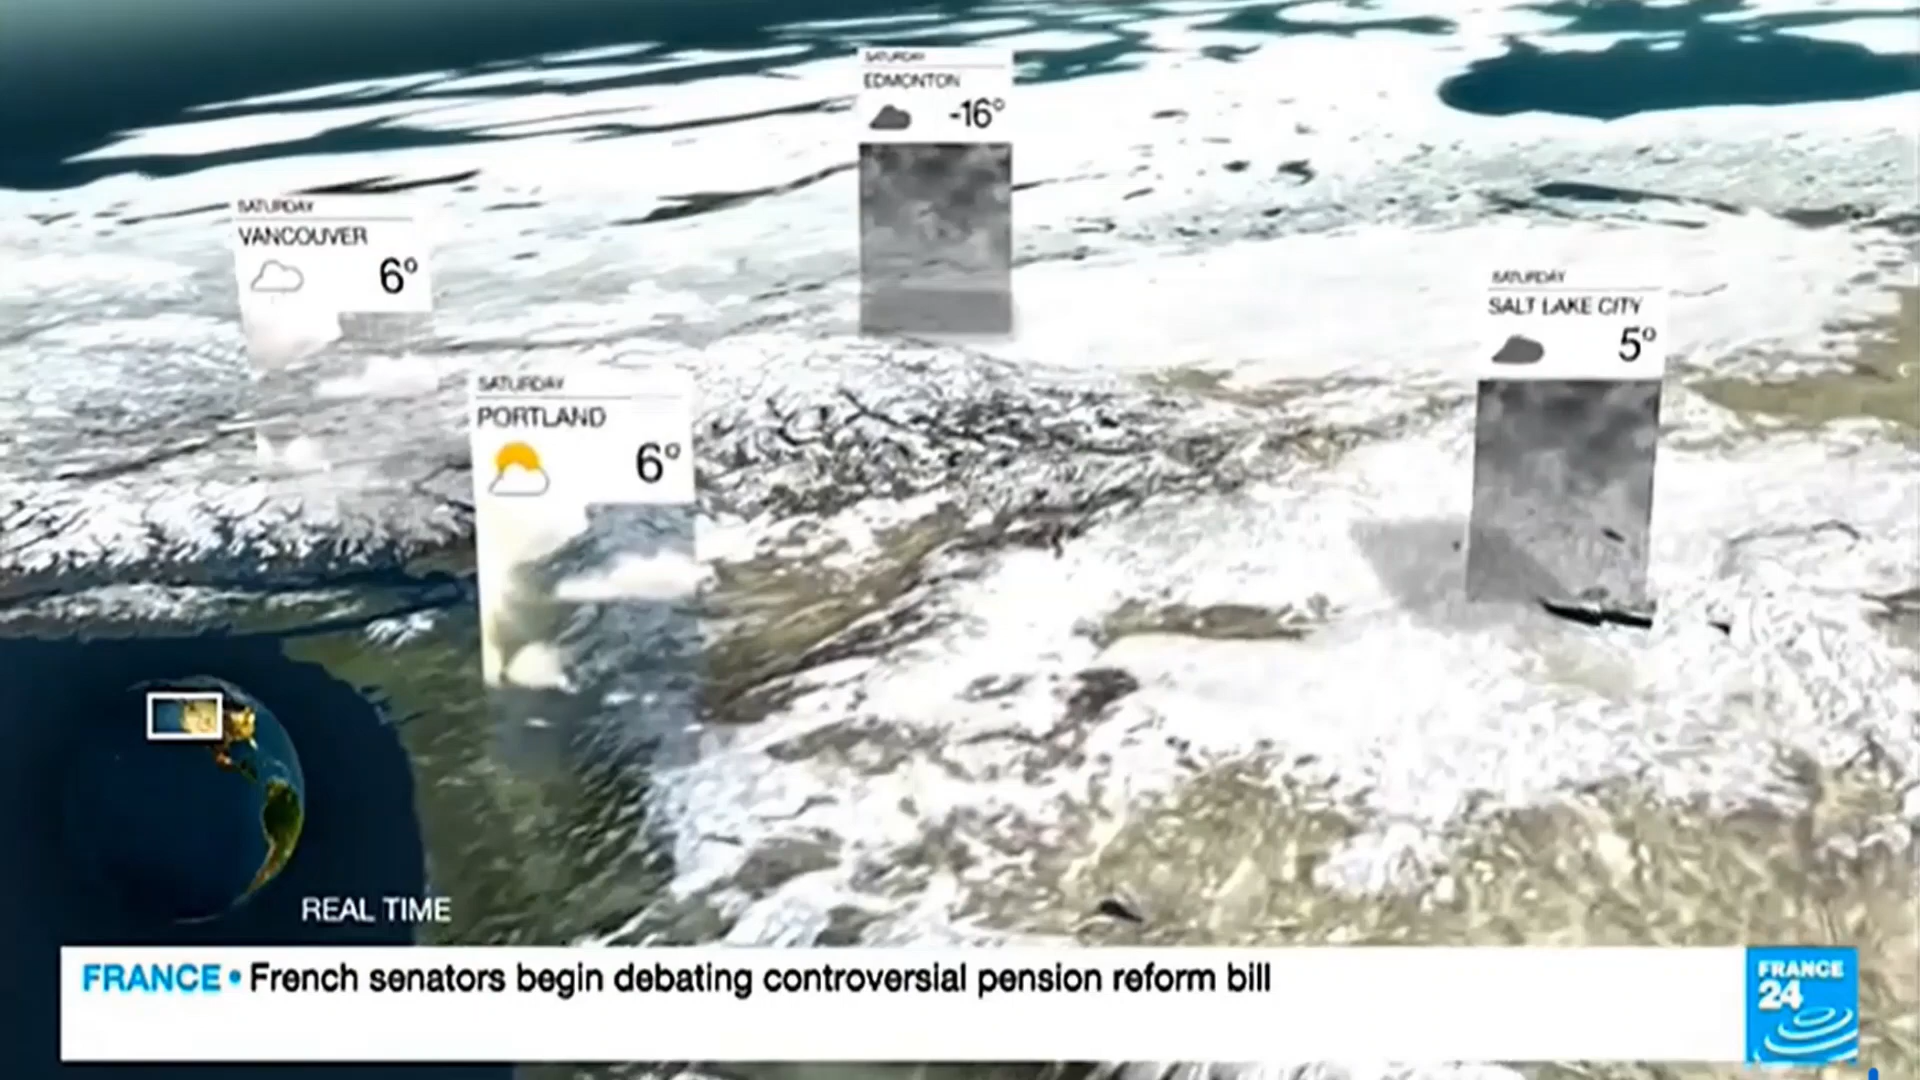 SATURDAY
EDMONTON
-16°
SATURDAY
VANCOUVER
6°
SATURDAY
SALT LAKE CITY
5°
SATURDAY
PORTLAND
6°
REAL TIME
FRANCE • French senators begin debating controversial pension reform bill
FRANCE
24